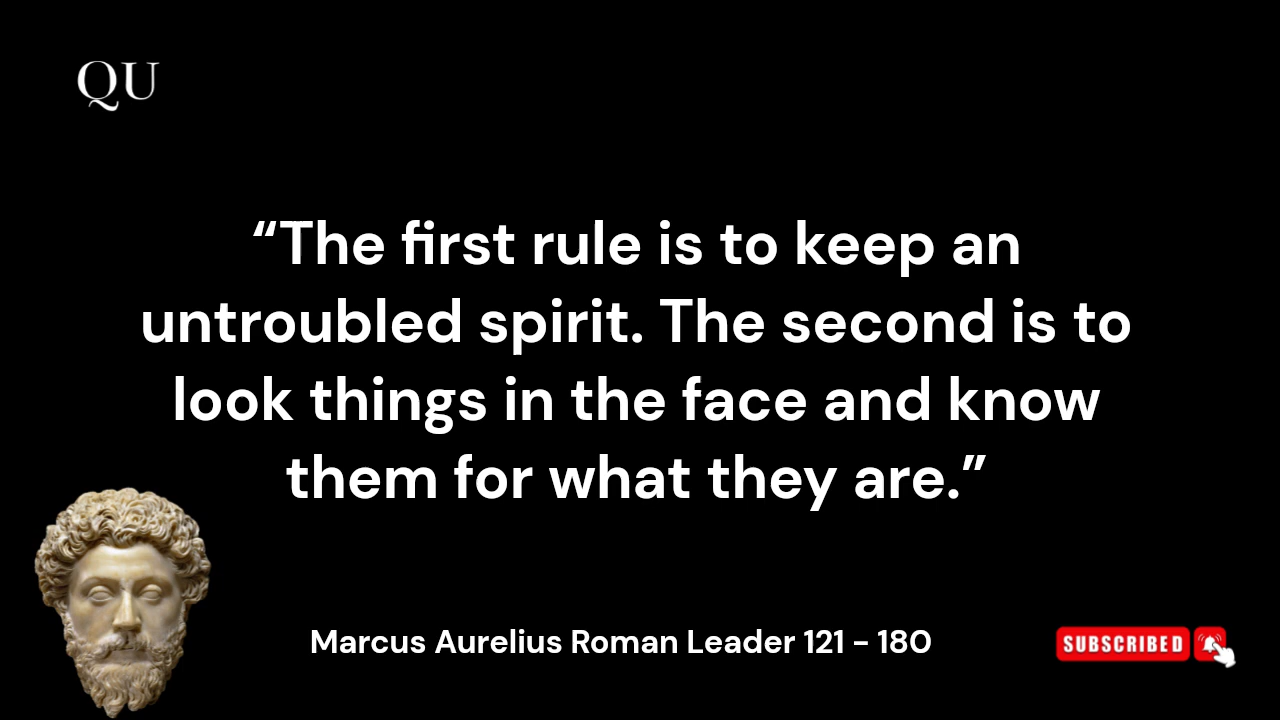 QU
“The first rule is to keep an
untroubled spirit. The second is to
look things in the face and know
them for what they are.”
Marcus Aurelius Roman Leader 121 - 180
SUBSCRIBED